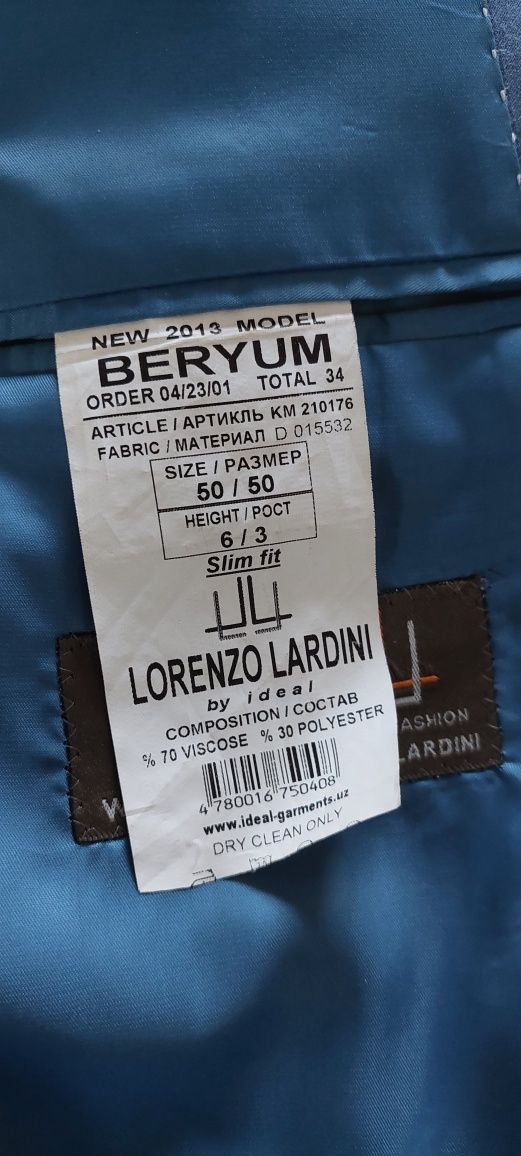 NEW 2013 MODEL
BERYUM
ORDER 04/23/01 TOTAL 34
ARTICLE / АРТИКЛЬ KM 210176
FABRIC / МАТЕРИАЛ D 015532
SIZE / РАЗМЕР
50 / 50
HEIGHT / РОСТ
6 / 3
Slim fit
LORENZO LARDINI
by ideal
COMPOSITION / СОСТАВ
% 70 VISCOSE % 30 POLYESTER
4 780016 750408
www.ideal-garments.uz
DRY CLEAN ONLY